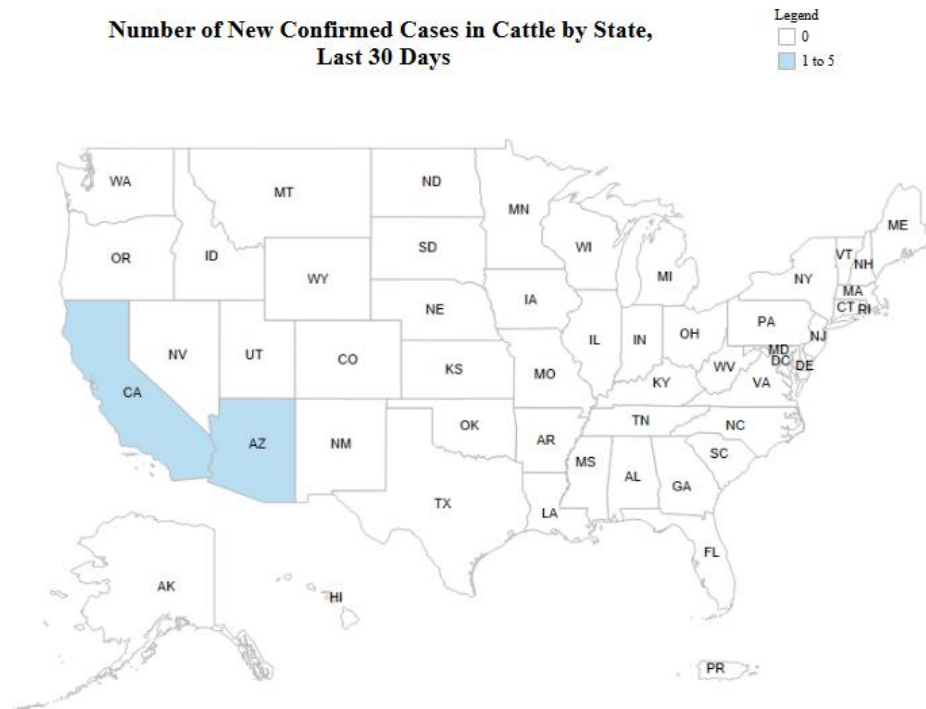 Number of New Confirmed Cases in Cattle by State,
Last 30 Days
Legend
0
1 to 5
WA
MT
ND
MN
ME
OR
ID
WY
SD
WI
MI
NY
VT
NH
MA
CT
RI
NE
IA
PA
NJ
NV
UT
CO
KS
MO
IL
IN
OH
WV
MD
DC
DE
VA
KY
CA
AZ
NM
OK
AR
TN
NC
SC
MS
AL
GA
TX
LA
FL
AK
HI
PR